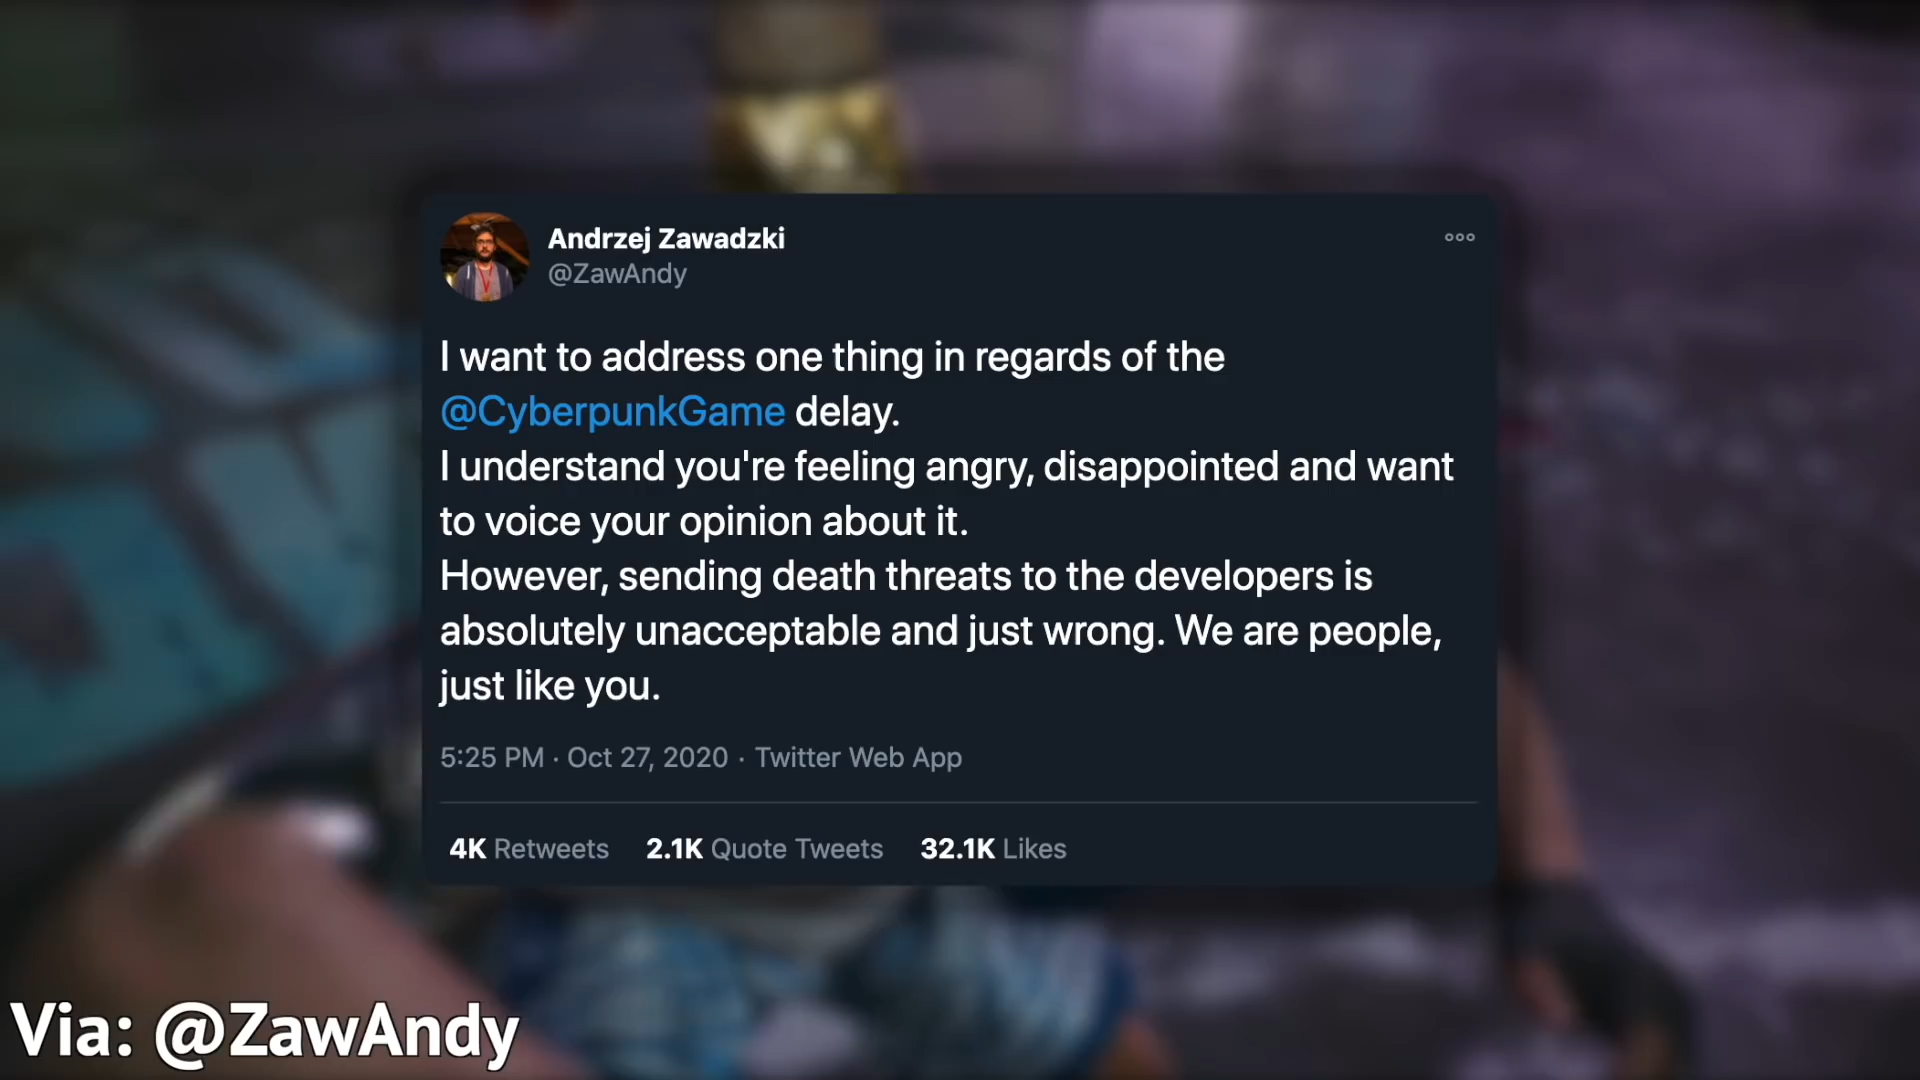 Andrzej Zawadzki
@ZawAndy
I want to address one thing in regards of the
@CyberpunkGame delay.
I understand you're feeling angry, disappointed and want
to voice your opinion about it.
However, sending death threats to the developers is
absolutely unacceptable and just wrong. We are people,
just like you.
5:25 PM · Oct 27, 2020 · Twitter Web App
4K Retweets 2.1K Quote Tweets 32.1K Likes
Via: @ZawAndy